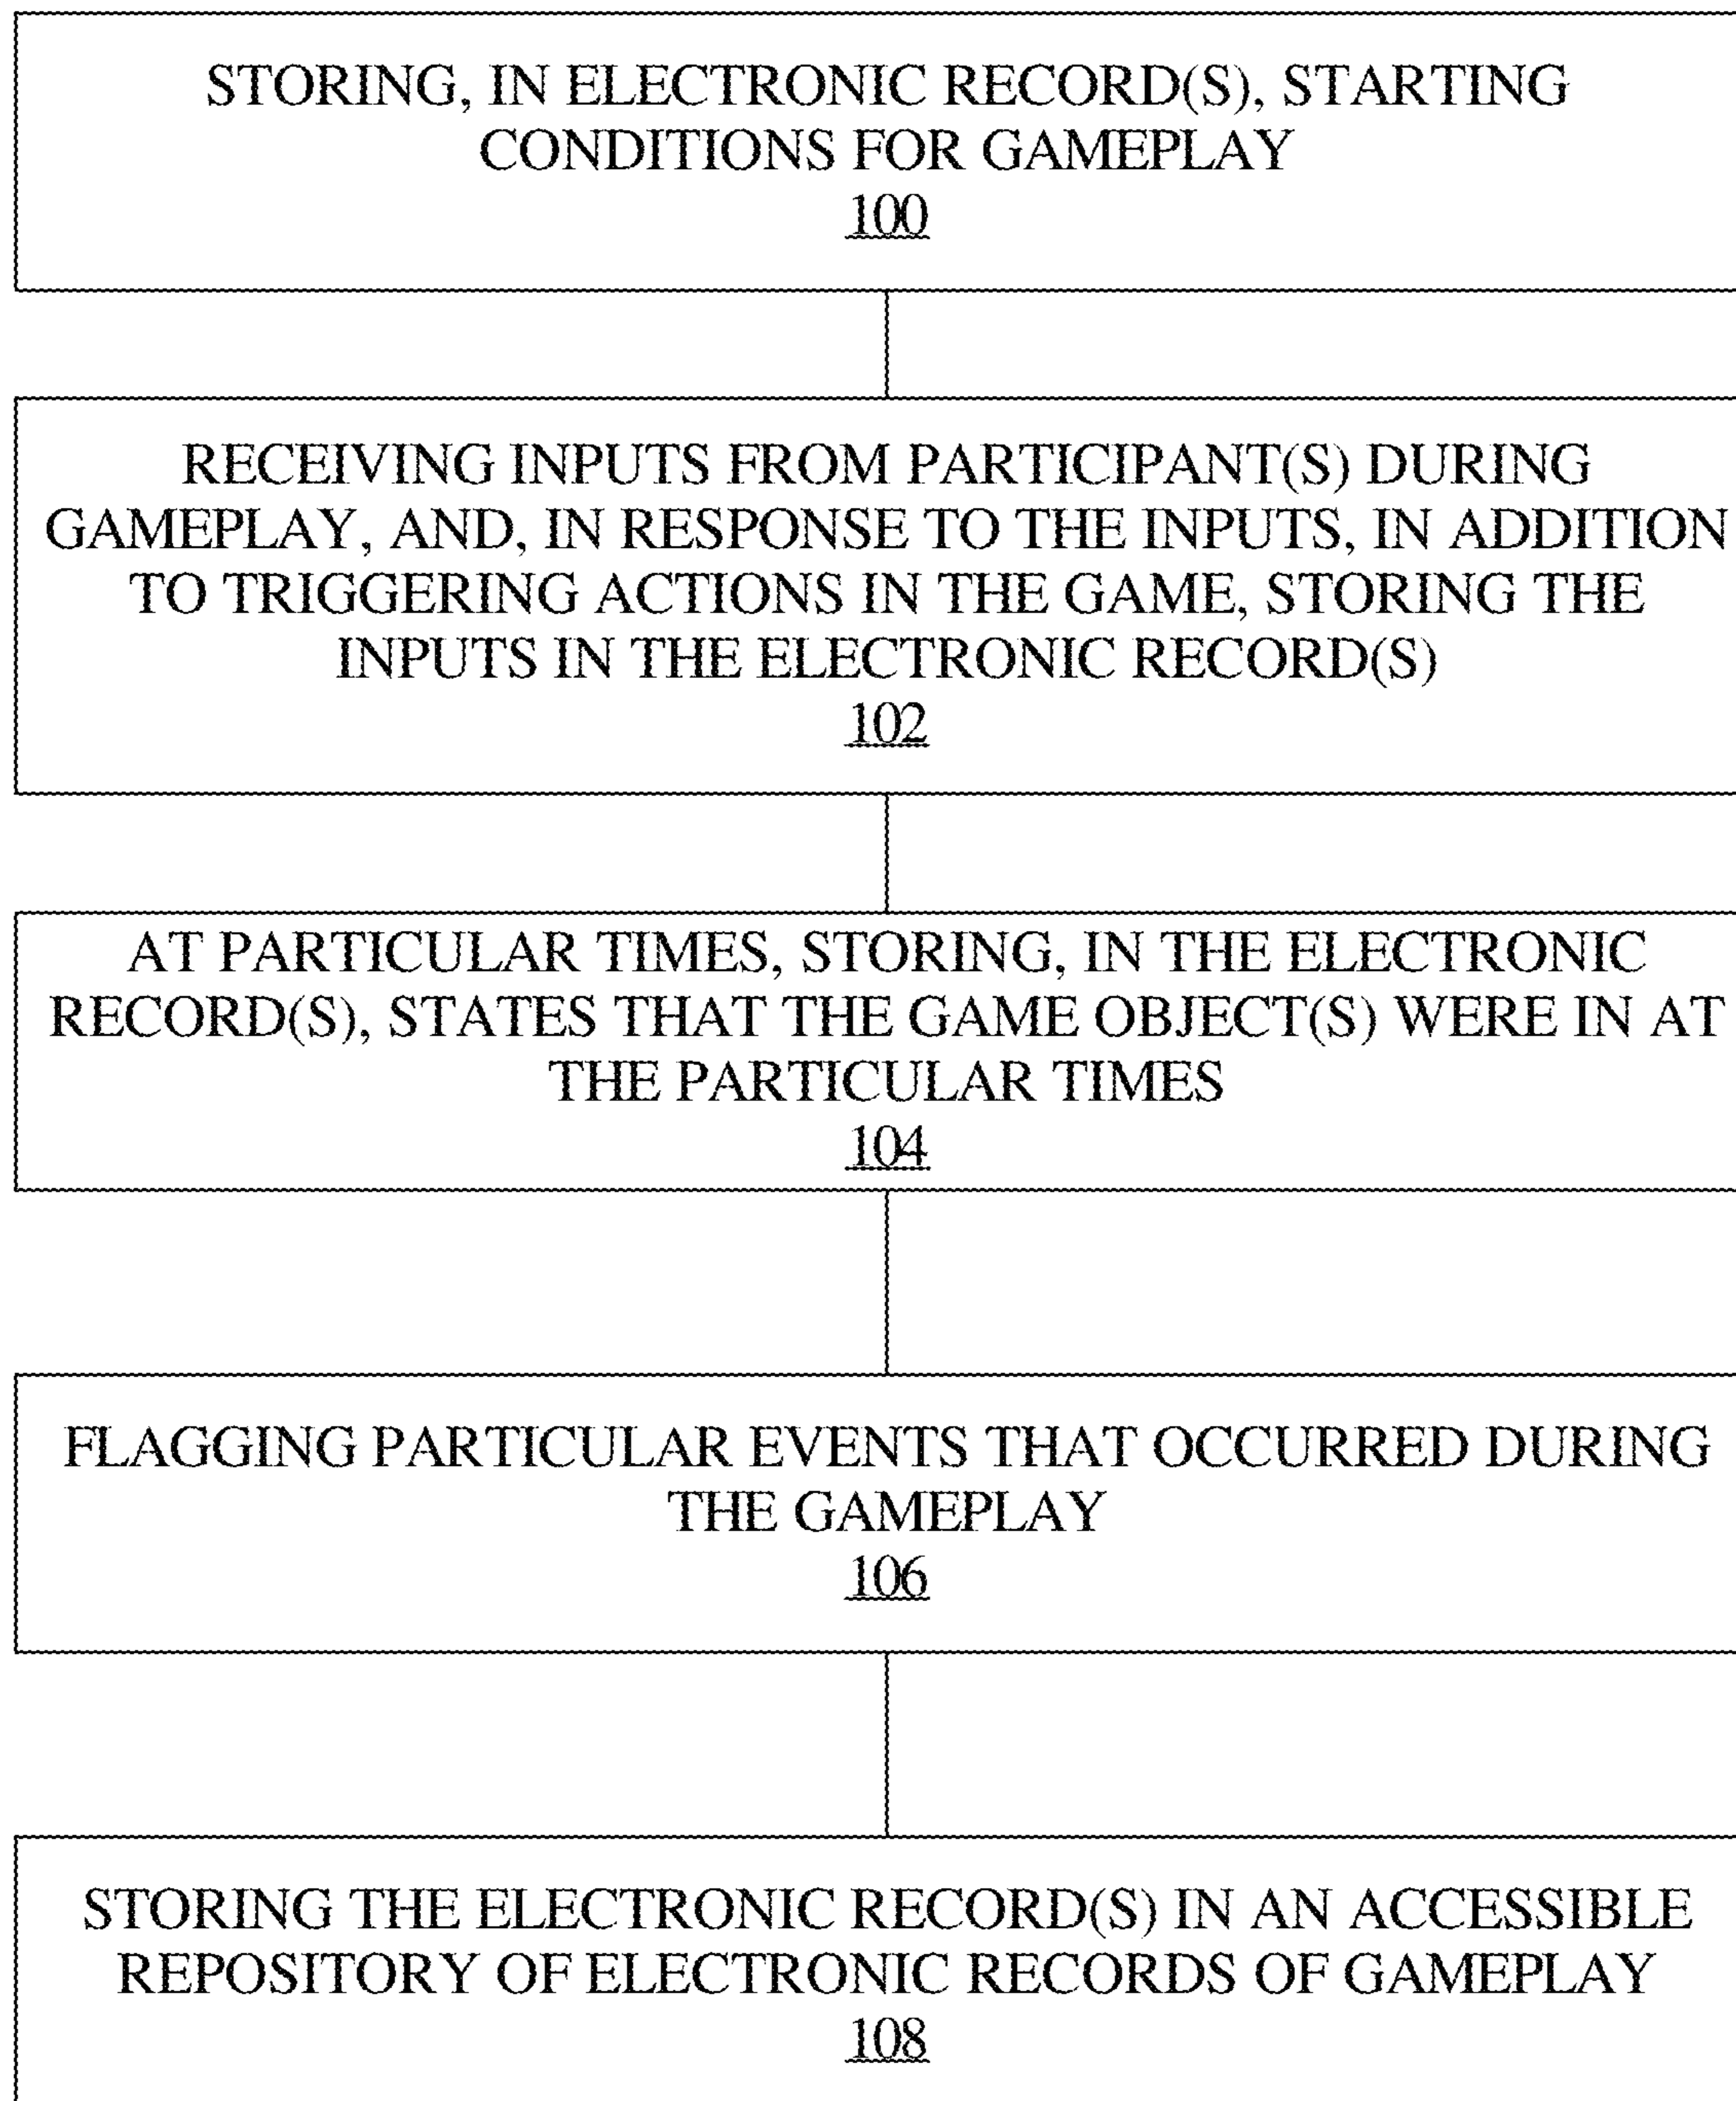 STORING, IN ELECTRONIC RECORD(S), STARTING
CONDITIONS FOR GAMEPLAY
100
RECEIVING INPUTS FROM PARTICIPANT(S) DURING
GAMEPLAY, AND, IN RESPONSE TO THE INPUTS, IN ADDITION
TO TRIGGERING ACTIONS IN THE GAME, STORING THE
INPUTS IN THE ELECTRONIC RECORD(S)
102
AT PARTICULAR TIMES, STORING, IN THE ELECTRONIC
RECORD(S), STATES THAT THE GAME OBJECT(S) WERE IN AT
THE PARTICULAR TIMES
104
FLAGGING PARTICULAR EVENTS THAT OCCURRED DURING
THE GAMEPLAY
106
STORING THE ELECTRONIC RECORD(S) IN AN ACCESSIBLE
REPOSITORY OF ELECTRONIC RECORDS OF GAMEPLAY
108